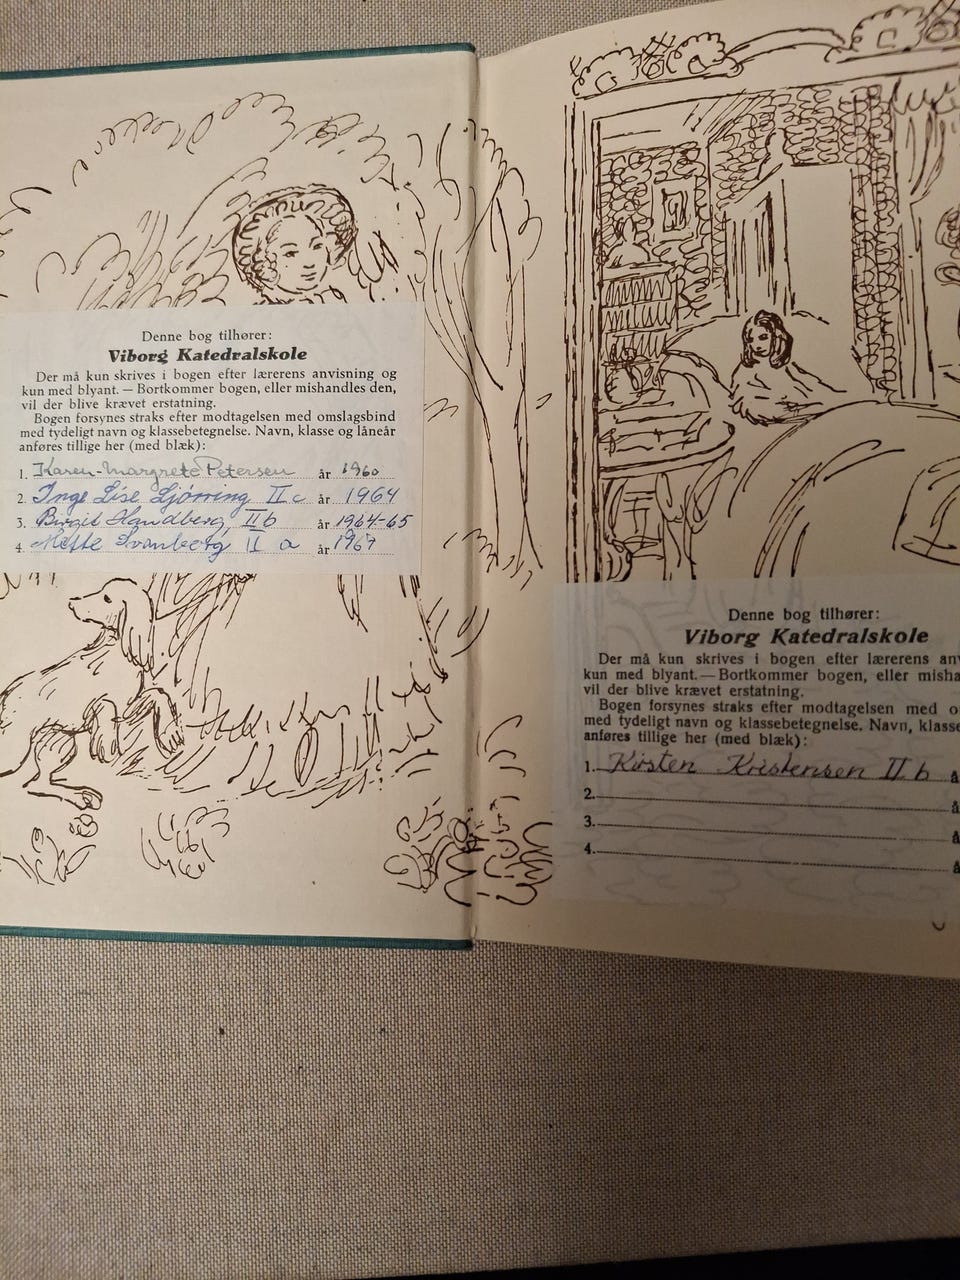 Denne bog tilhører:
Viborg Katedralskole
Der må kun skrives i bogen efter lærerens anvisning og
kun med blyant. — Bortkommer bogen, eller mishandles den,
vil der blive krævet erstatning.
Bogen forsynes straks efter modtagelsen med omslagsbind
med tydeligt navn og klassebetegnelse. Navn, klasse og låneår
anføres tillige her (med blæk):
1. Karen-Margrete Petersen år 1960
2. Inge Lise Ljörring II c år 1964
3. Birgit Handberg, II b år 1964-65
4. Mette Svanberg II a år 1967
Denne bog tilhører:
Viborg Katedralskole
Der må kun skrives i bogen efter lærerens
kun med blyant. — Bortkommer bogen, eller
vil der blive krævet erstatning.
Bogen forsynes straks efter modtagelsen med
med tydeligt navn og klassebetegnelse. Navn, klasse
anføres tillige her (med blæk):
1. Kirsten Kristensen II b å
2. å
3. å
4. å